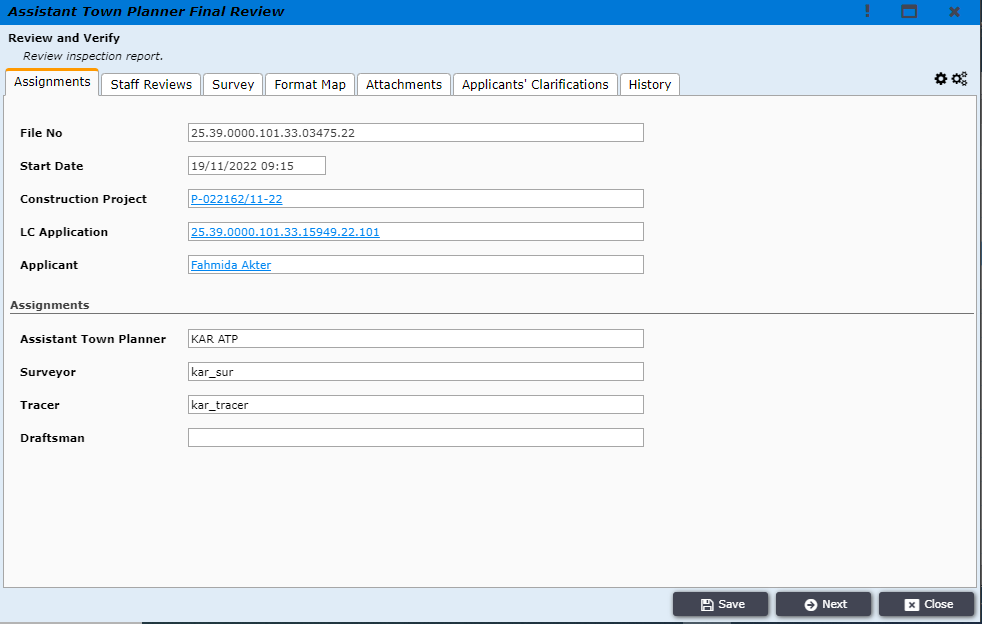 Assistant Town Planner Final Review
Review and Verify
Review inspection report.
Assignments Staff Reviews Survey Format Map Attachments Applicants' Clarifications History
File No 25.39.0000.101.33.03475.22
Start Date 19/11/2022 09:15
Construction Project P-022162/11-22
LC Application 25.39.0000.101.33.15949.22.101
Applicant Fahmida Akter
Assignments
Assistant Town Planner KAR ATP
Surveyor kar_sur
Tracer kar_tracer
Draftsman
Save Next Close